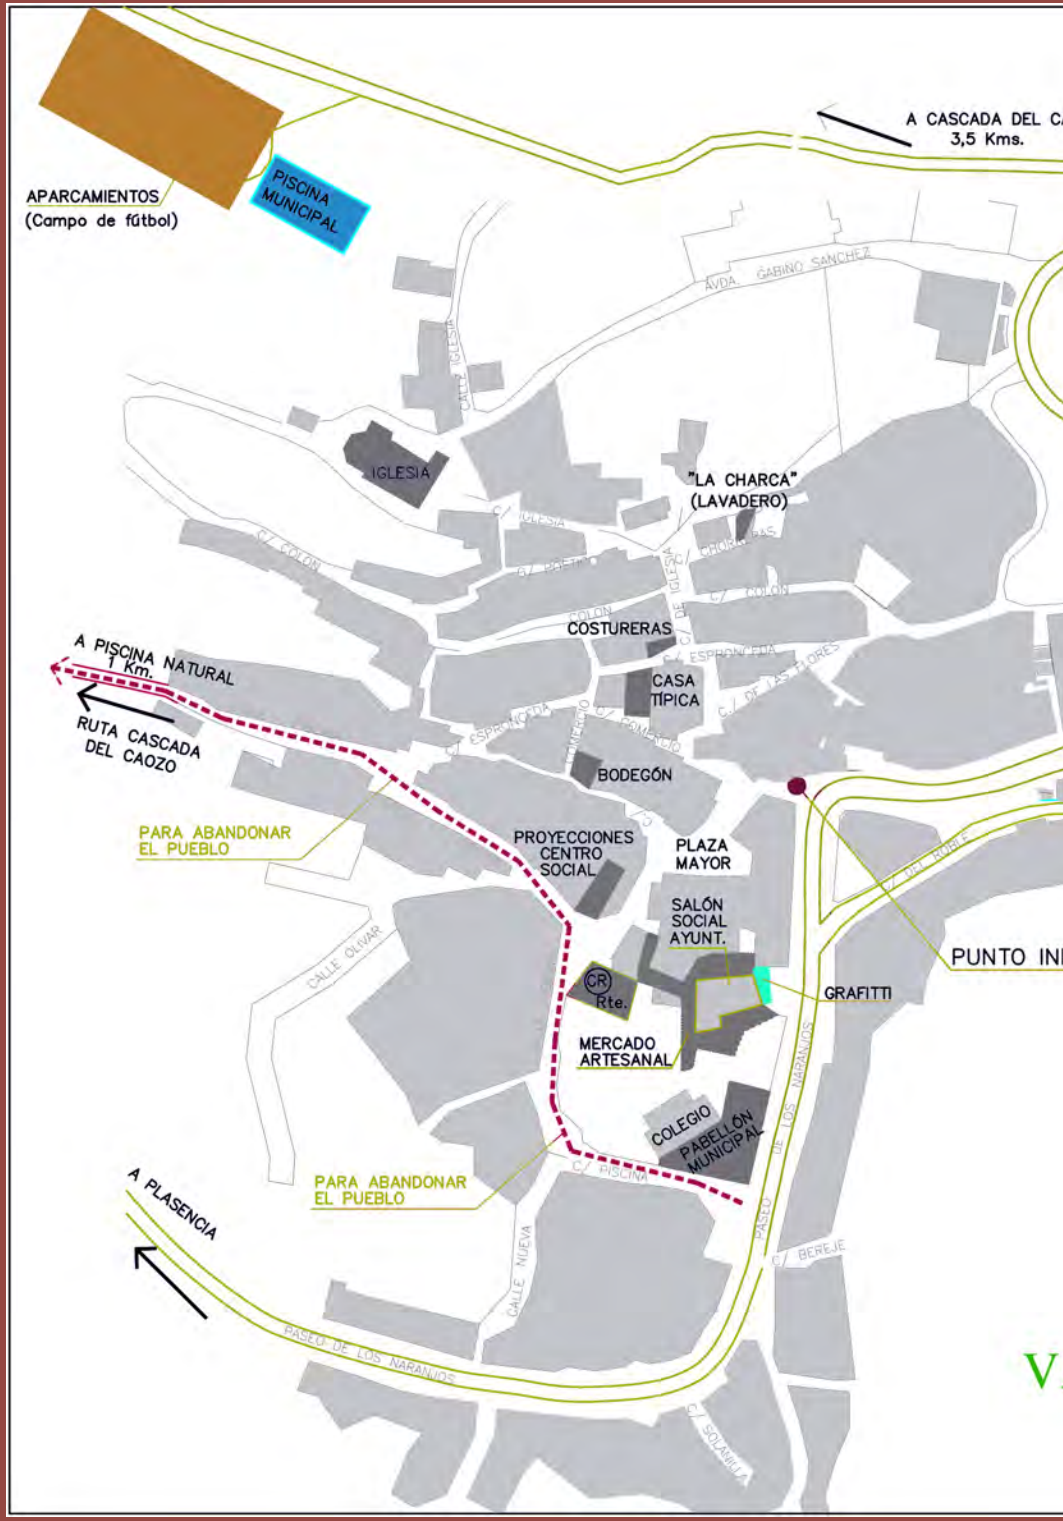 A CASCADA DEL CA
3,5 Kms.
PISCINA
MUNICIPAL
APARCAMIENTOS
(Campo de fútbol)
AVDA. GABINO SANCHEZ
CALLE IGLESIA
IGLESIA
"LA CHARCA"
(LAVADERO)
C/ IGLESIA
C/ COLON
C/ DE IGLESIA
C/ COLON
COLON
COSTURERAS
C/ ESPRONCEDA
A PISCINA NATURAL
1 Km.
CASA
TÍPICA
C./ DE LAS FLORES
RUTA CASCADA
DEL CAOZO
C/ ESPRONCEDA
COMERCIO
C/ COMERCIO
BODEGÓN
C/
PARA ABANDONAR
EL PUEBLO
PROYECCIONES
CENTRO
SOCIAL
PLAZA
MAYOR
C/ DEL ROBLE
SALÓN
SOCIAL
AYUNT.
CALLE OLIVAR
PUNTO INI
CR
Rte.
GRAFITTI
MERCADO
ARTESANAL
PASEO DE LOS NARANJOS
COLEGIO
PABELLÓN
MUNICIPAL
C/ PISCINA
PARA ABANDONAR
EL PUEBLO
A PLASENCIA
C/ BEREJE
CALLE NUEVA
PASEO DE LOS NARANJOS
V
C/ SOLANILLA